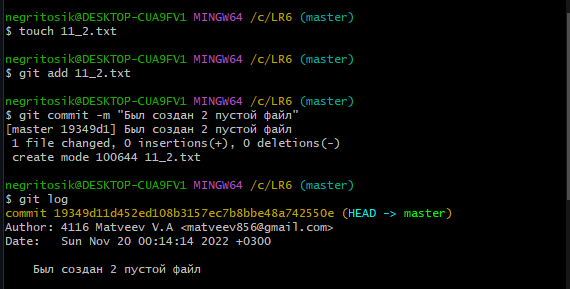 negritosik@DESKTOP-CUA9FV1 MINGW64 /c/LR6 (master)
$ touch 11_2.txt
negritosik@DESKTOP-CUA9FV1 MINGW64 /c/LR6 (master)
$ git add 11_2.txt
negritosik@DESKTOP-CUA9FV1 MINGW64 /c/LR6 (master)
$ git commit -m "Был создан 2 пустой файл"
[master 19349d1] Был создан 2 пустой файл
1 file changed, 0 insertions(+), 0 deletions(-)
create mode 100644 11_2.txt
negritosik@DESKTOP-CUA9FV1 MINGW64 /c/LR6 (master)
$ git log
commit 19349d11d452ed108b3157ec7b8bbe48a742550e (HEAD -> master)
Author: 4116 Matveev V.A <matveev856@gmail.com>
Date:   Sun Nov 20 00:14:14 2022 +0300
Был создан 2 пустой файл